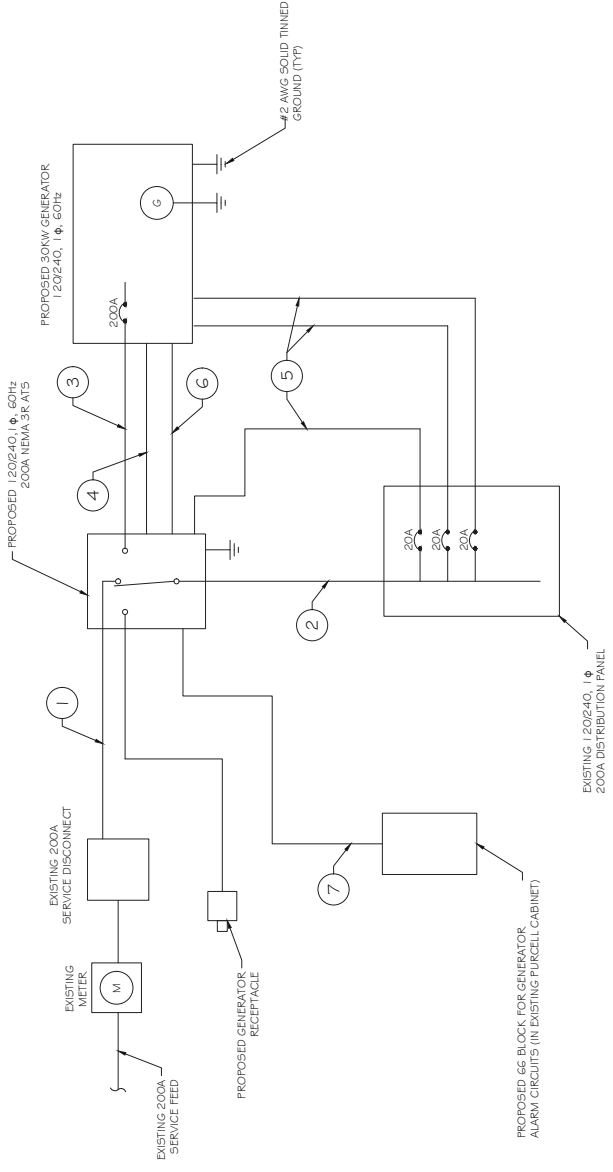 EXISTING 200A
SERVICE FEED
EXISTING
METER
M
EXISTING 200A
SERVICE DISCONNECT
1
PROPOSED GENERATOR
RECEPTACLE
PROPOSED 120/240,1ϕ, 60Hz
200A NEMA 3R ATS
3
4
6
PROPOSED 30KW GENERATOR
120/240, 1ϕ, 60Hz
200A
G
#2 AWG SOLID TINNED
GROUND (TYP)
2
5
7
20A
20A
20A
PROPOSED 66 BLOCK FOR GENERATOR
ALARM CIRCUITS (IN EXISTING PURCELL CABINET)
EXISTING 120/240, 1ϕ
200A DISTRIBUTION PANEL